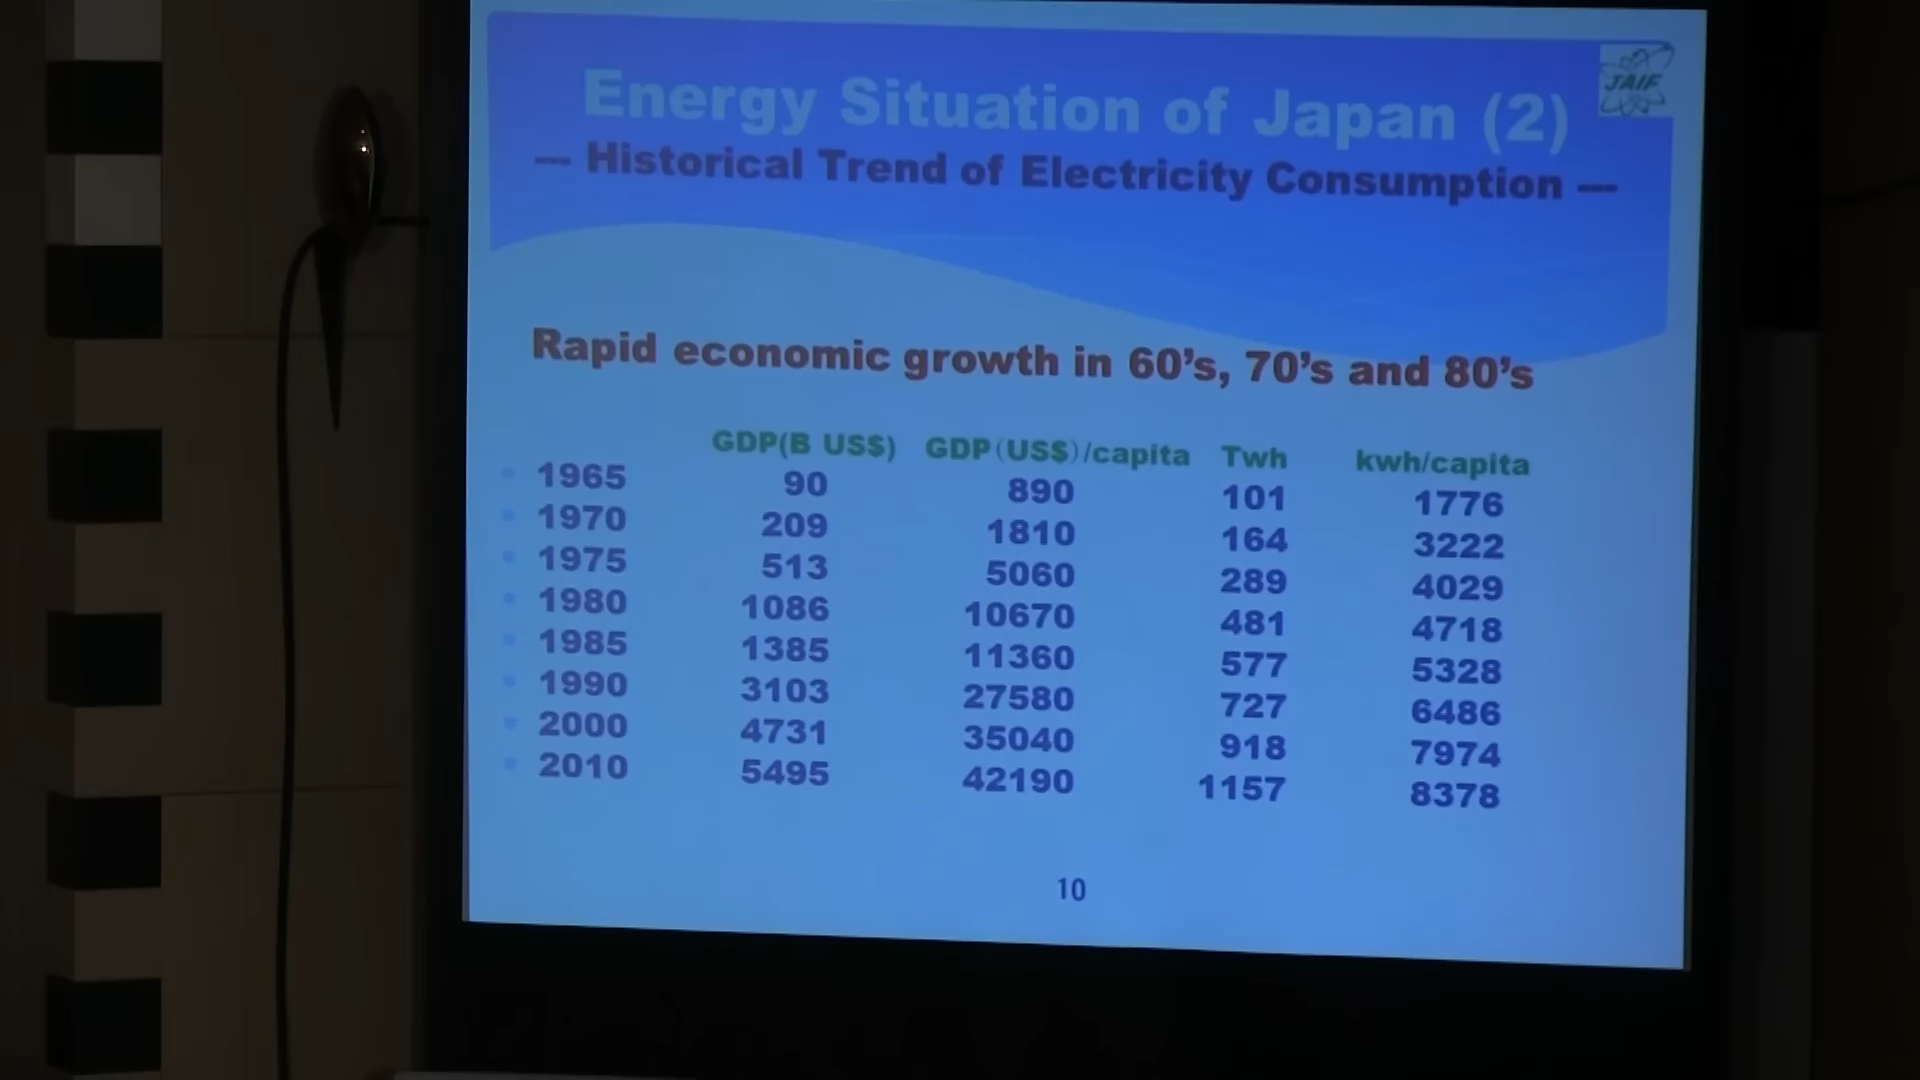 JAIF
Energy Situation of Japan (2)
--- Historical Trend of Electricity Consumption ---
Rapid economic growth in 60’s, 70’s and 80’s
GDP(B US$) GDP(US$)/capita Twh kwh/capita
1965 90 890 101 1776
1970 209 1810 164 3222
1975 513 5060 289 4029
1980 1086 10670 481 4718
1985 1385 11360 577 5328
1990 3103 27580 727 6486
2000 4731 35040 918 7974
2010 5495 42190 1157 8378
10